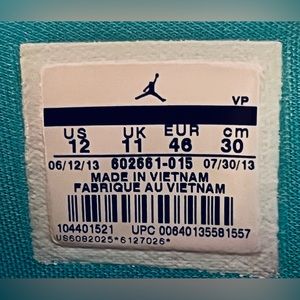 VP
US UK EUR cm
12 11 46 30
06/12/13 602661-015 07/30/13
MADE IN VIETNAM
FABRIQUE AU VIETNAM
104401521 UPC 00640135581557
US6082025*6127026*